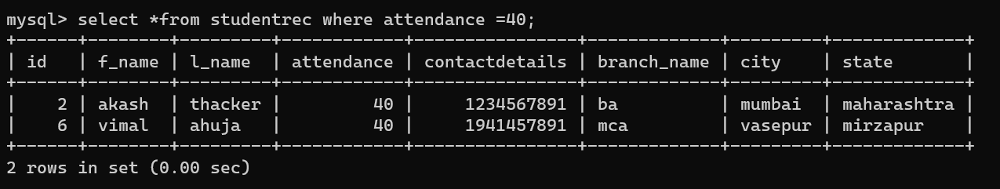 mysql> select *from studentrec where attendance =40;
+------+--------+---------+------------+----------------+-------------+---------+-------------+
| id   | f_name | l_name  | attendance | contactdetails | branch_name | city    | state       |
+------+--------+---------+------------+----------------+-------------+---------+-------------+
|    2 | akash  | thacker |         40 |     1234567891 | ba          | mumbai  | maharashtra |
|    6 | vimal  | ahuja   |         40 |     1941457891 | mca         | vasepur | mirzapur    |
+------+--------+---------+------------+----------------+-------------+---------+-------------+
2 rows in set (0.00 sec)